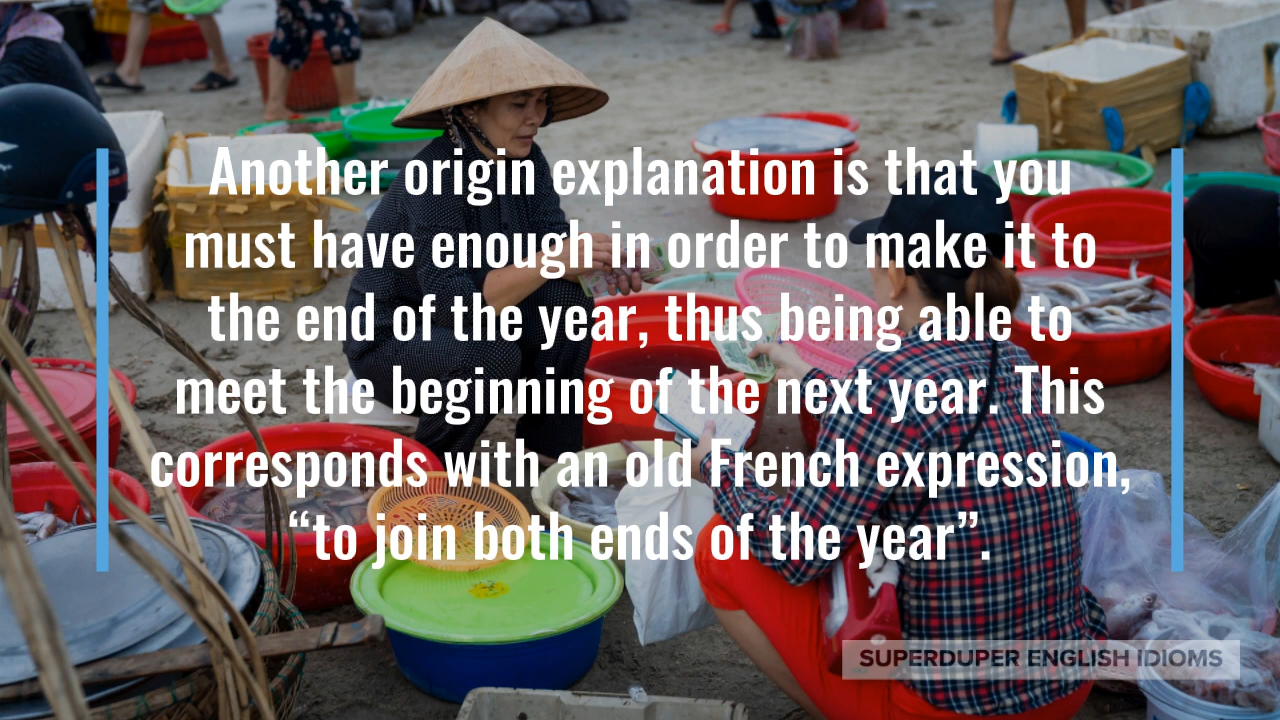 Another origin explanation is that you
must have enough in order to make it to
the end of the year, thus being able to
meet the beginning of the next year. This
corresponds with an old French expression,
“to join both ends of the year”.
SUPERDUPER ENGLISH IDIOMS